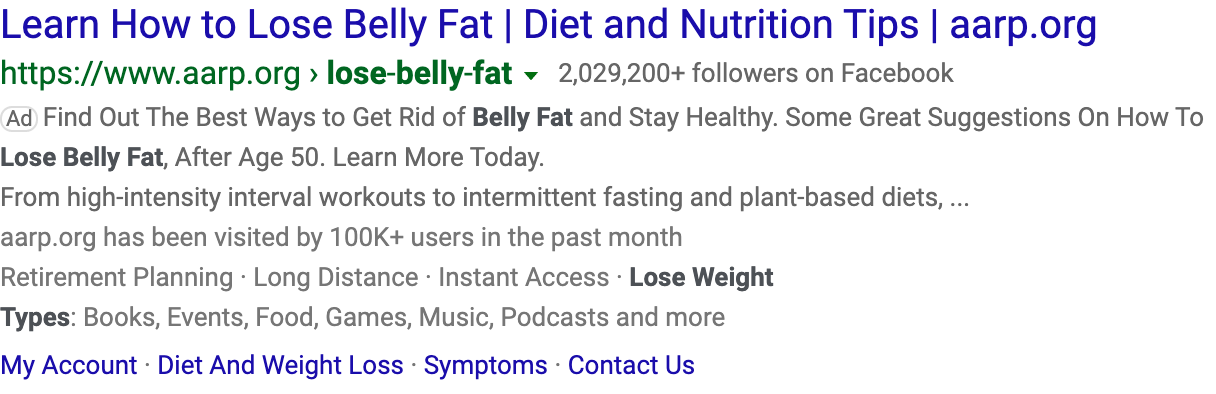 Learn How to Lose Belly Fat | Diet and Nutrition Tips | aarp.org
https://www.aarp.org › lose-belly-fat ▼ 2,029,200+ followers on Facebook
Ad Find Out The Best Ways to Get Rid of Belly Fat and Stay Healthy. Some Great Suggestions On How To
Lose Belly Fat, After Age 50. Learn More Today.
From high-intensity interval workouts to intermittent fasting and plant-based diets, ...
aarp.org has been visited by 100K+ users in the past month
Retirement Planning · Long Distance · Instant Access · Lose Weight
Types: Books, Events, Food, Games, Music, Podcasts and more
My Account · Diet And Weight Loss · Symptoms · Contact Us